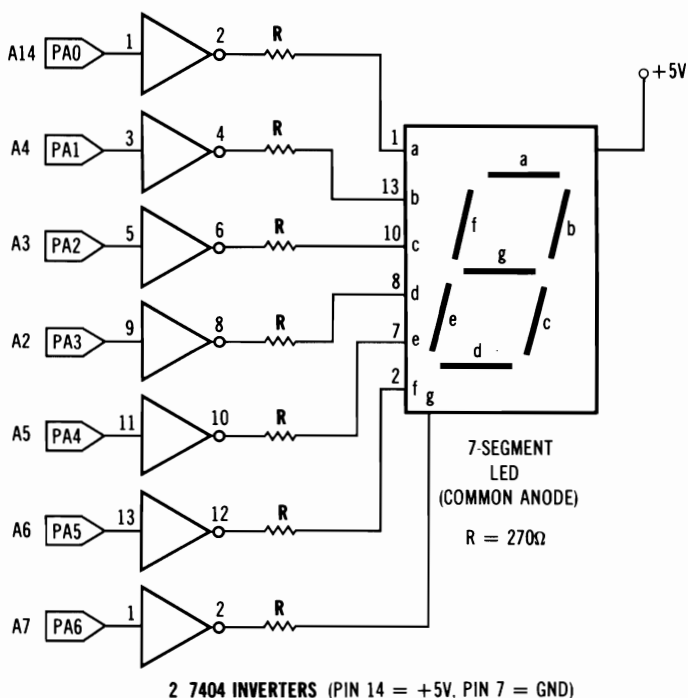 A14 PA0 1 2 R
+5V
A4 PA1 3 4 R
1 a
13 b
a
A3 PA2 5 6 R
10 c
f
b
g
8 d
A2 PA3 9 8 R
7 e
e
c
d
2 f g
A5 PA4 11 10 R
7-SEGMENT
LED
(COMMON ANODE)
A6 PA5 13 12 R
R = 270Ω
A7 PA6 1 2 R
2 7404 INVERTERS (PIN 14 = +5V, PIN 7 = GND)